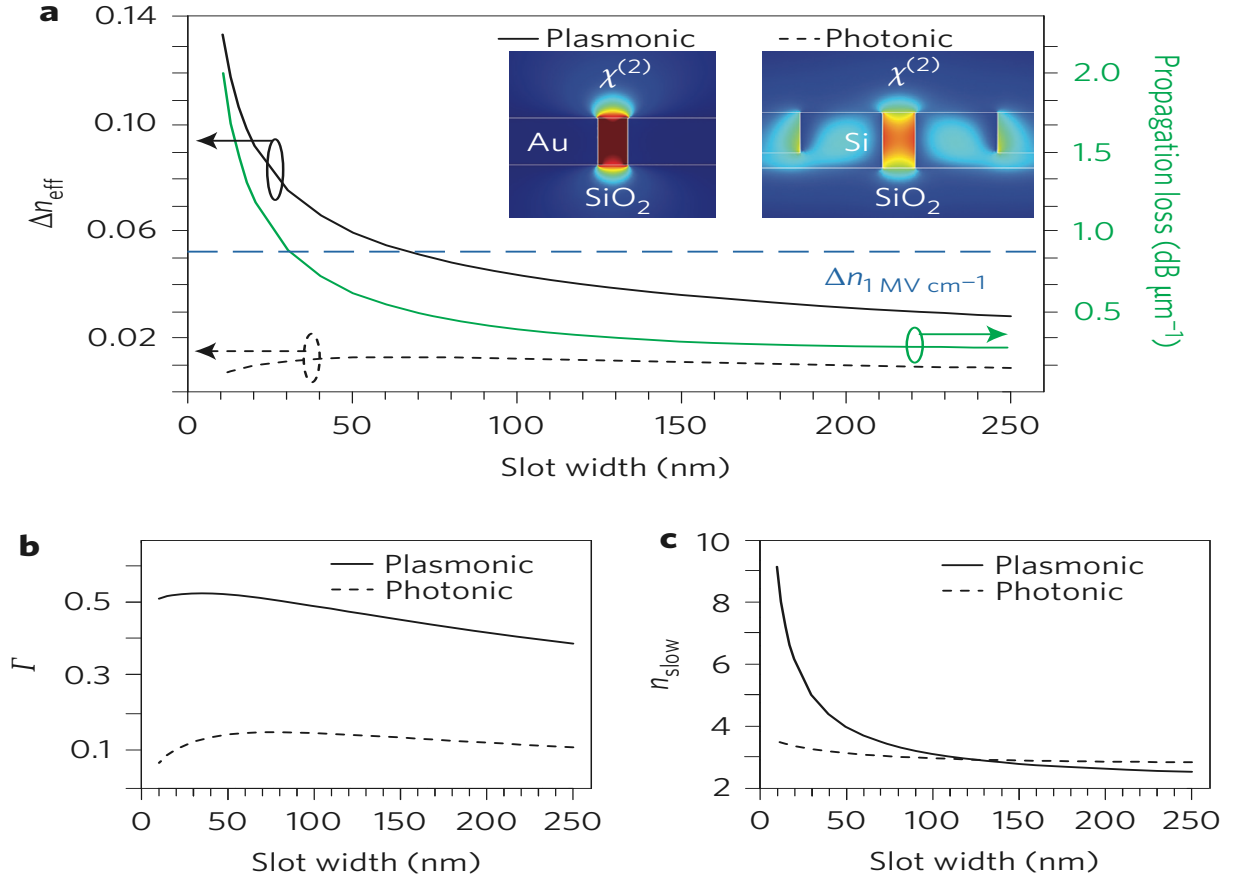 a
0.14
0.10
0.06
0.02
Δn_eff
Plasmonic
Photonic
χ^(2)
Au
SiO₂
χ^(2)
Si
SiO₂
Δn_1 MV cm⁻¹
2.0
1.5
1.0
0.5
Propagation loss (dB μm⁻¹)
0 50 100 150 200 250
Slot width (nm)
b
Plasmonic
Photonic
0.5
0.3
0.1
Γ
0 50 100 150 200 250
Slot width (nm)
c
Plasmonic
Photonic
10
8
6
4
2
n_slow
0 50 100 150 200 250
Slot width (nm)